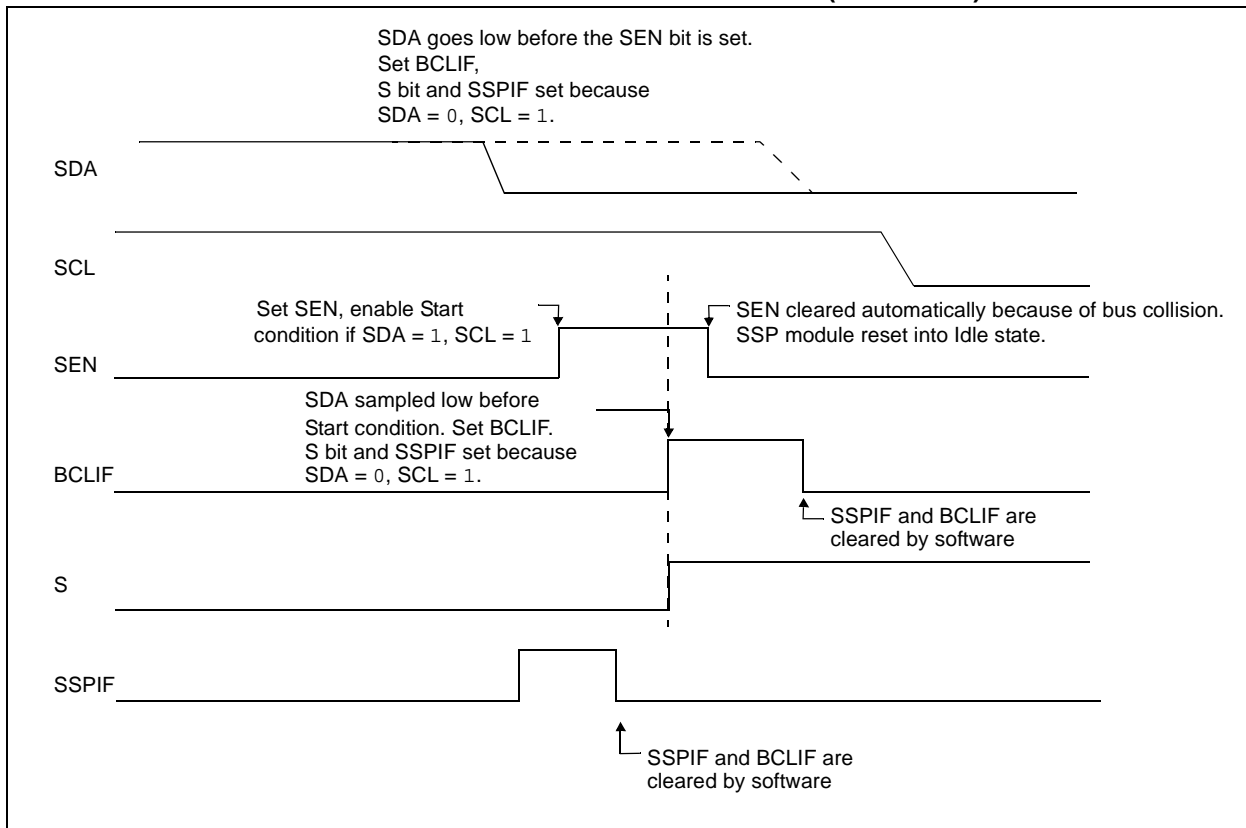 SDA goes low before the SEN bit is set.
Set BCLIF,
S bit and SSPIF set because
SDA = 0, SCL = 1.
SDA
SCL
Set SEN, enable Start
condition if SDA = 1, SCL = 1
SEN cleared automatically because of bus collision.
SSP module reset into Idle state.
SEN
SDA sampled low before
Start condition. Set BCLIF.
S bit and SSPIF set because
SDA = 0, SCL = 1.
BCLIF
SSPIF and BCLIF are
cleared by software
S
SSPIF
SSPIF and BCLIF are
cleared by software